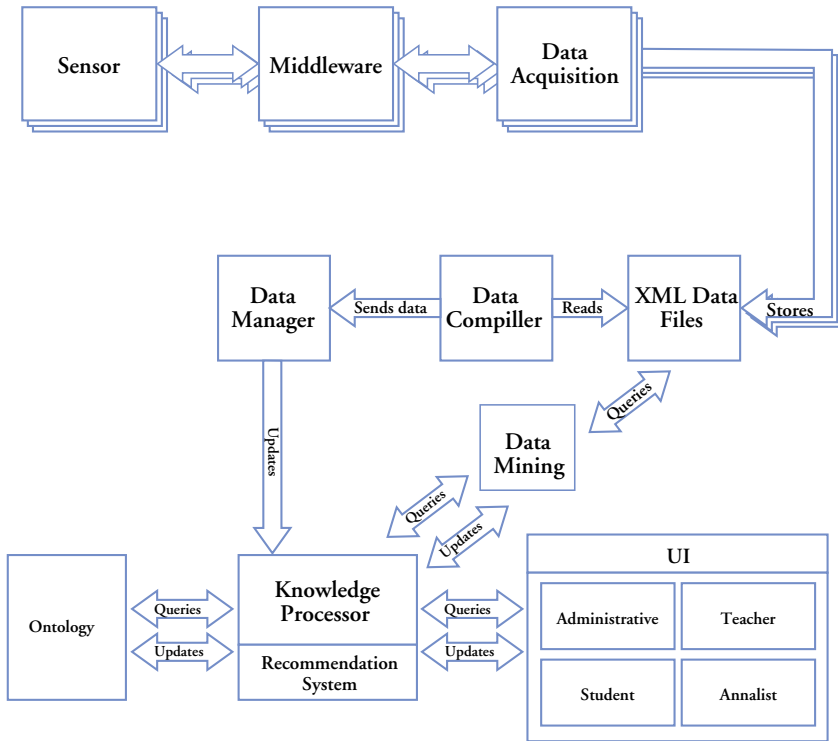 Sensor
Middleware
Data
Acquisition
Data
Manager
Sends data
Data
Compiller
Reads
XML Data
Files
Stores
Queries
Updates
Data
Mining
Queries
Updates
UI
Ontology
Queries
Updates
Knowledge
Processor
Recommendation
System
Queries
Updates
Administrative
Teacher
Student
Annalist